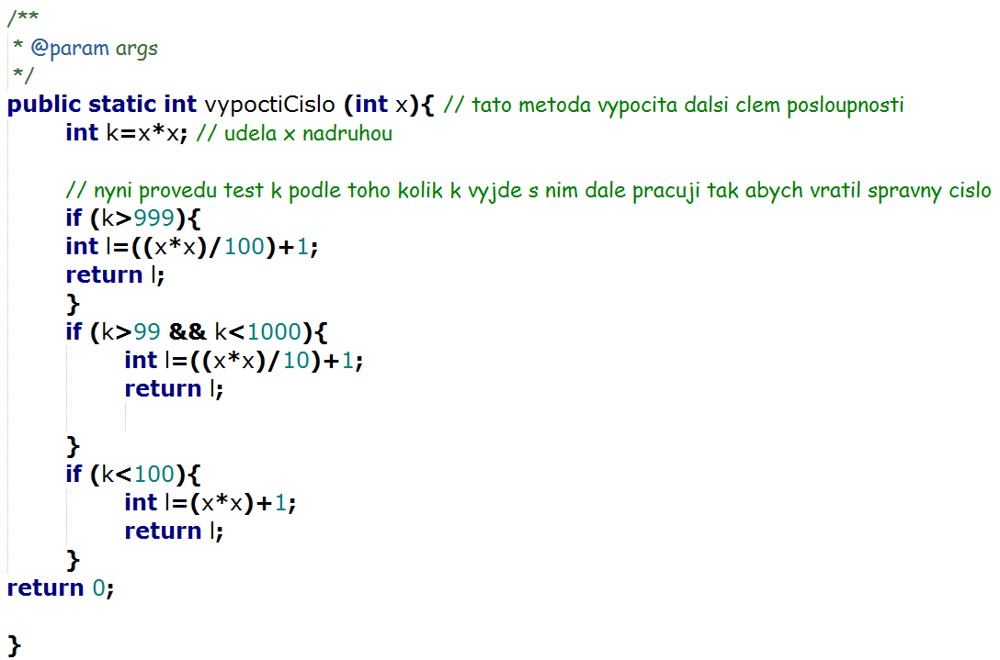 /**
 * @param args
 */
public static int vypoctiCislo (int x){ // tato metoda vypocita dalsi clem posloupnosti
int k=x*x; // udela x nadruhou
// nyni provedu test k podle toho kolik k vyjde s nim dale pracuji tak abych vratil spravny cislo
if (k>999){
int l=((x*x)/100)+1;
return l;
}
if (k>99 && k<1000){
int l=((x*x)/10)+1;
return l;
}
if (k<100){
int l=(x*x)+1;
return l;
}
return 0;
}